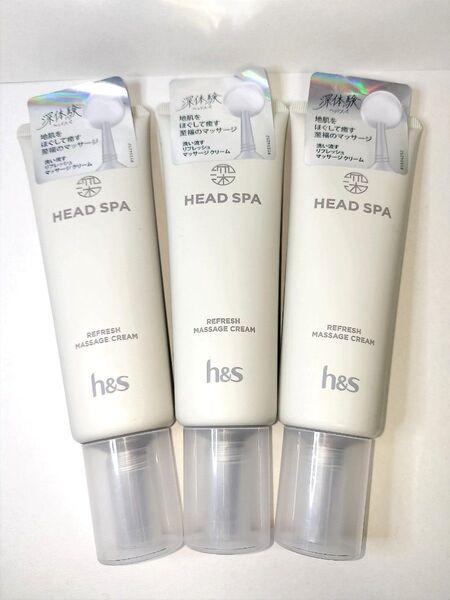 深体験
地肌を
ほぐして癒す
至福のマッサージ
洗い流す
リフレッシュ
マッサージクリーム
深
HEAD SPA
REFRESH
MASSAGE CREAM
h&s
深体験
地肌を
ほぐして癒す
至福のマッサージ
洗い流す
リフレッシュ
マッサージクリーム
深
HEAD SPA
REFRESH
MASSAGE CREAM
h&s
深体験
地肌を
ほぐして癒す
至福のマッサージ
洗い流す
リフレッシュ
マッサージクリーム
深
HEAD SPA
REFRESH
MASSAGE CREAM
h&s